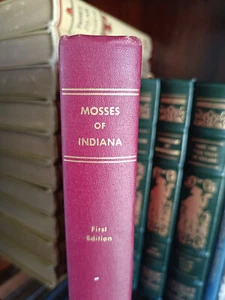 MOSSES
OF
INDIANA
First
Edition